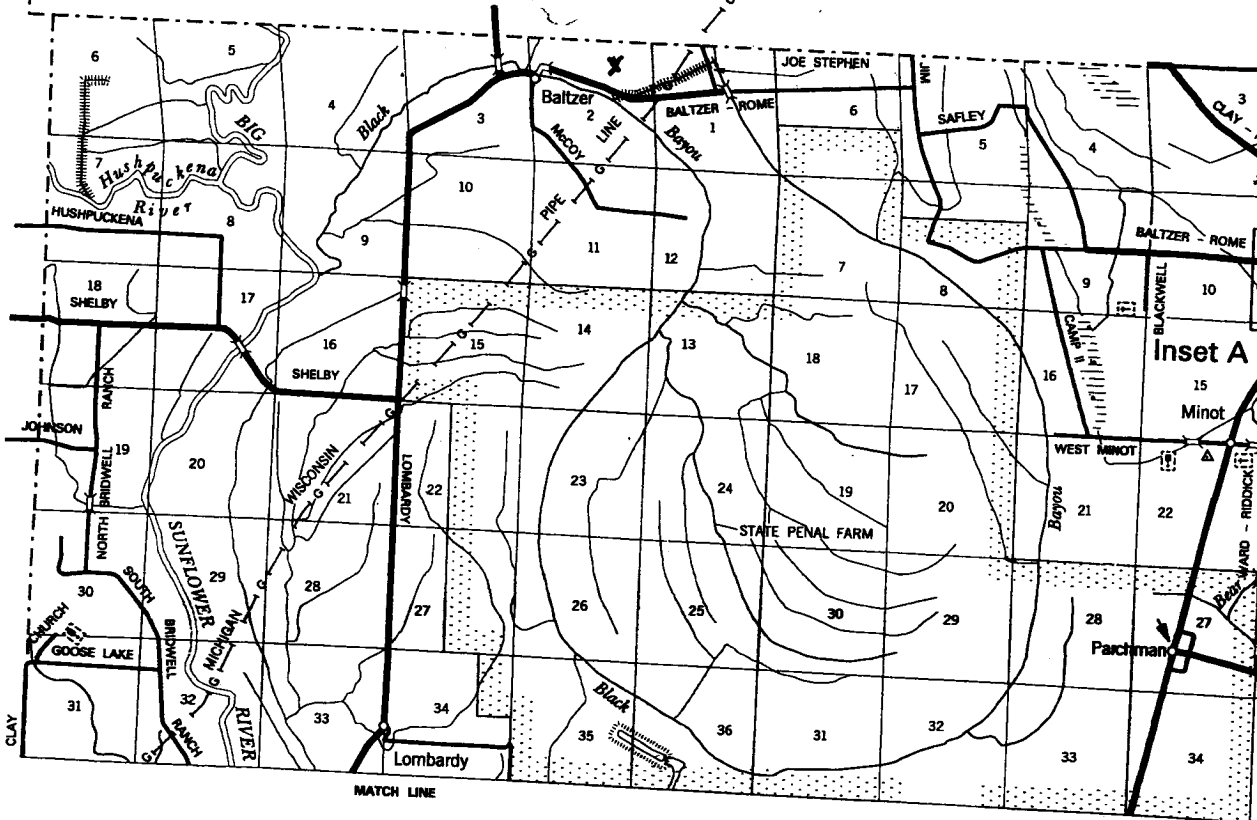 G
6
5
4
3
Baltzer
2
1
JOE STEPHEN
6
JIM
SAFLEY
5
4
3
CLAY -
BALTZER - ROME
Black
BIG
McCOY
PIPE LINE
G
G
G
Bayou
7
Hushpuckena
River
HUSHPUCKENA
8
9
10
11
12
7
8
BALTZER - ROME
9
10
BLACKWELL
18
SHELBY
17
16
15
14
13
18
17
16
CAMP II
Inset A
15
Minot
G
SHELBY
JOHNSON
RANCH
NORTH BRIDWELL
19
20
WISCONSIN
G
G
21
LOMBARDY
22
23
24
19
20
WEST MINOT
21
22
STATE PENAL FARM
Bayou
WARD - RIDDICK
SUNFLOWER
30
SOUTH
BRIDWELL
29
28
27
26
25
30
29
28
27
Bear
G
MICHIGAN
G
CHURCH
GOOSE LAKE
Parchman
31
32
RANCH
RIVER
33
34
Black
35
36
31
32
33
34
CLAY
G
Lombardy
MATCH LINE